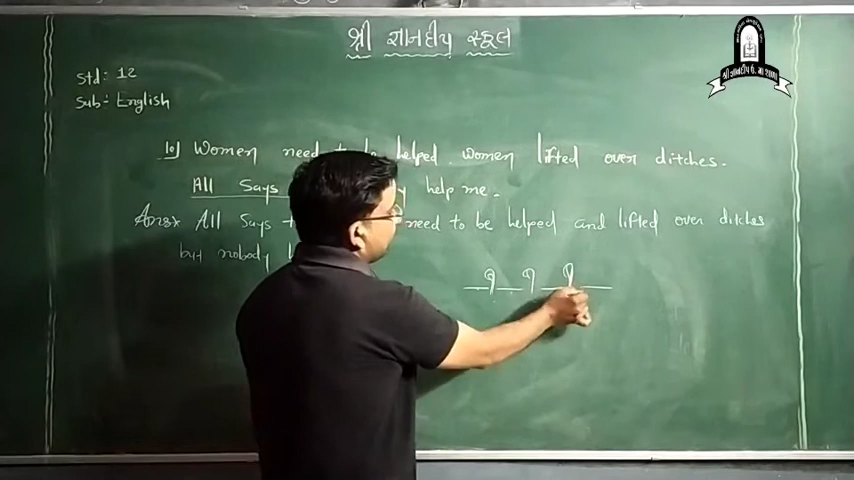 શ્રી જ્ઞાનદીપ સ્કૂલ
Std: 12
Sub:- English
10] Women need to be helped. women lifted over ditches.
All Says help me.
Ans* All Says need to be helped and lifted over ditches
but nobody